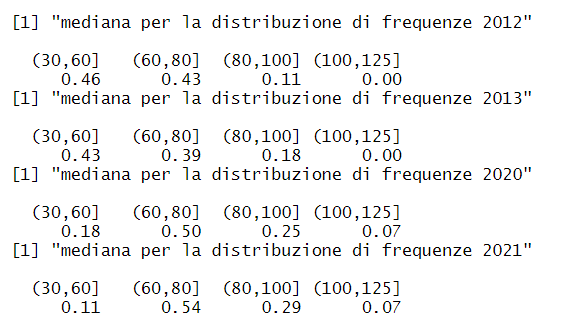 [1] "mediana per la distribuzione di frequenze 2012"
(30,60] (60,80] (80,100] (100,125]
0.46 0.43 0.11 0.00
[1] "mediana per la distribuzione di frequenze 2013"
(30,60] (60,80] (80,100] (100,125]
0.43 0.39 0.18 0.00
[1] "mediana per la distribuzione di frequenze 2020"
(30,60] (60,80] (80,100] (100,125]
0.18 0.50 0.25 0.07
[1] "mediana per la distribuzione di frequenze 2021"
(30,60] (60,80] (80,100] (100,125]
0.11 0.54 0.29 0.07